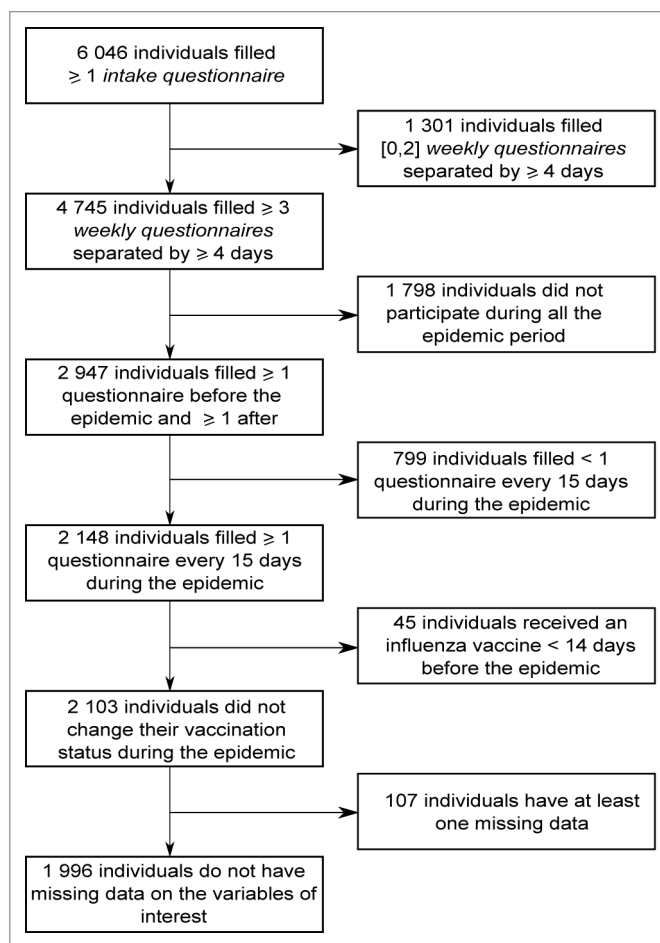 6 046 individuals filled
⩾ 1 intake questionnaire
1 301 individuals filled
[0,2] weekly questionnaires
separated by ⩾ 4 days
4 745 individuals filled ⩾ 3
weekly questionnaires
separated by ⩾ 4 days
1 798 individuals did not
participate during all the
epidemic period
2 947 individuals filled ⩾ 1
questionnaire before the
epidemic and ⩾ 1 after
799 individuals filled < 1
questionnaire every 15 days
during the epidemic
2 148 individuals filled ⩾ 1
questionnaire every 15 days
during the epidemic
45 individuals received an
influenza vaccine < 14 days
before the epidemic
2 103 individuals did not
change their vaccination
status during the epidemic
107 individuals have at least
one missing data
1 996 individuals do not have
missing data on the variables of
interest